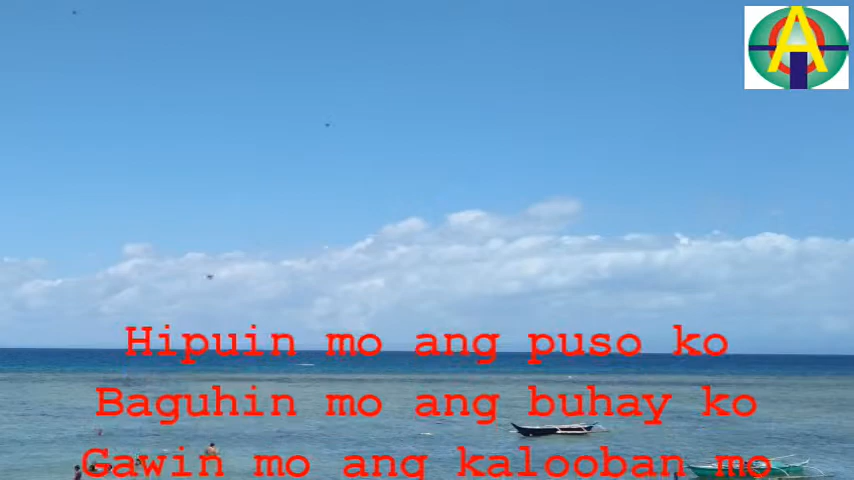 Hipuin mo ang puso ko
Baguhin mo ang buhay ko
Gawin mo ang kalooban mo